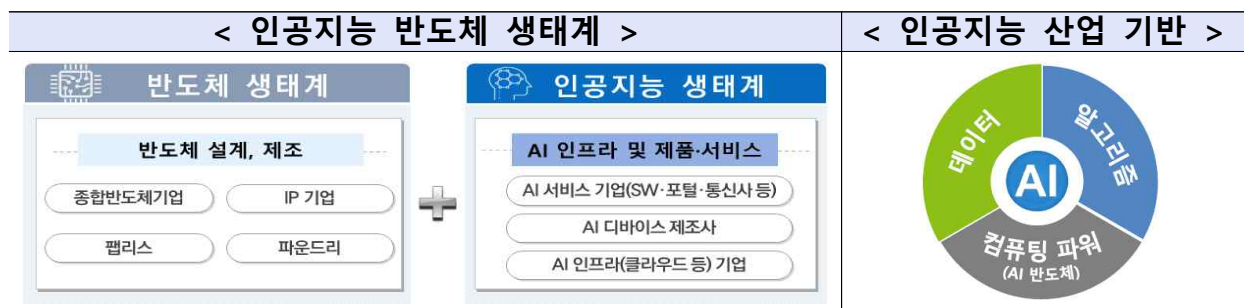 < 인공지능 반도체 생태계 >
< 인공지능 산업 기반 >
반도체 생태계
반도체 설계, 제조
종합반도체기업
IP 기업
팹리스
파운드리
인공지능 생태계
AI 인프라 및 제품·서비스
AI 서비스 기업(SW·포털·통신사 등)
AI 디바이스 제조사
AI 인프라(클라우드 등) 기업
데이터
알고리즘
AI
컴퓨팅 파워
(AI 반도체)